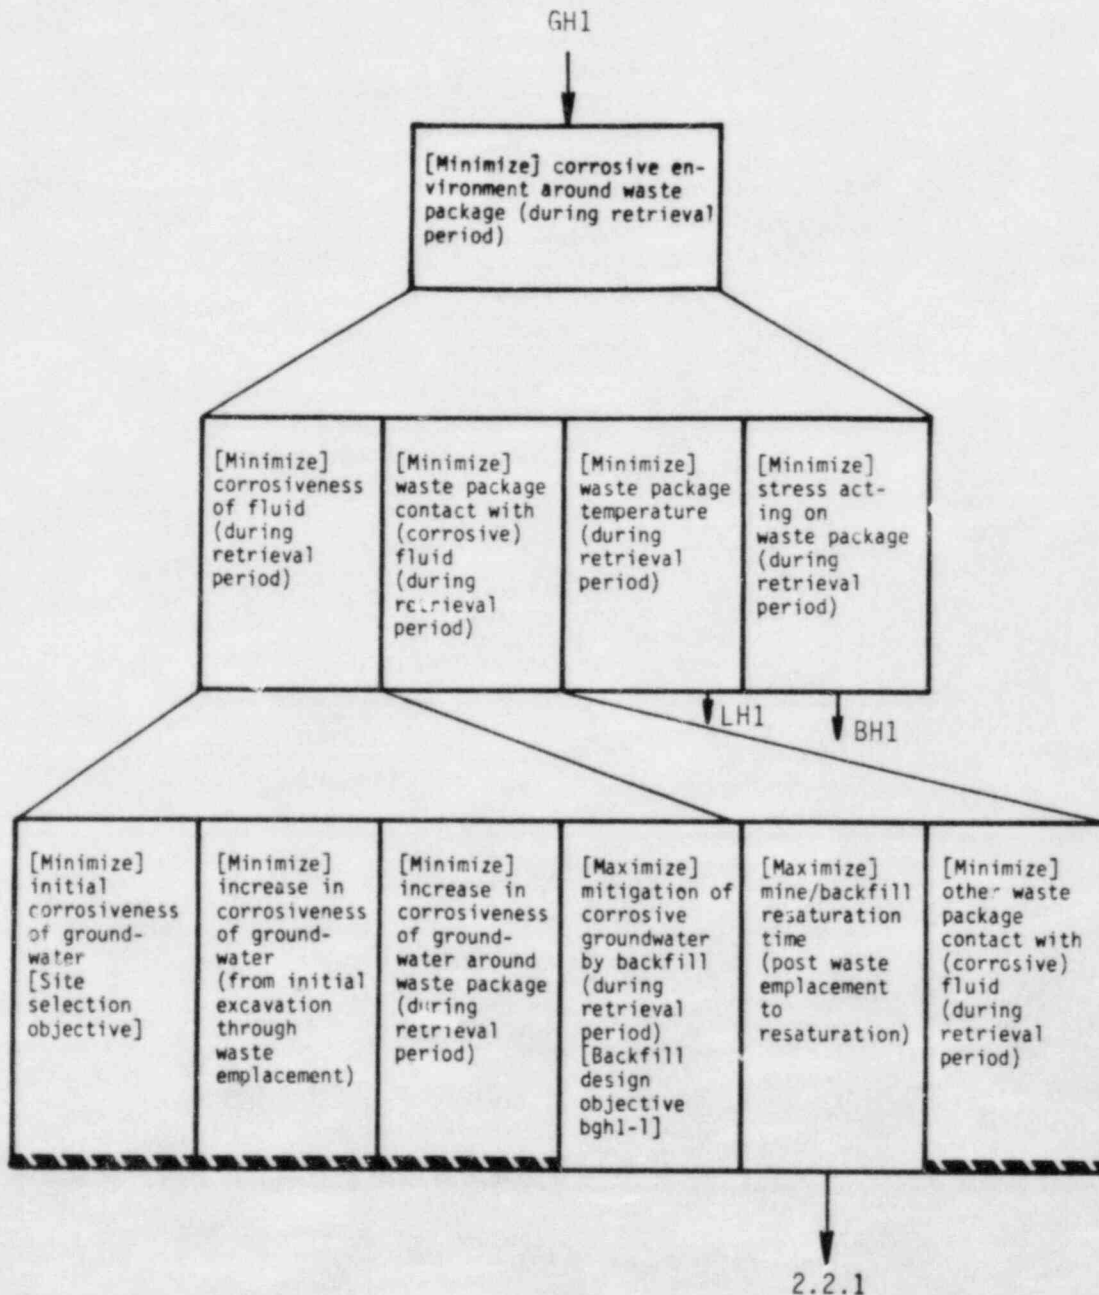 GH1
[Minimize] corrosive en-
vironment around waste
package (during retrieval
period)
[Minimize]
corrosiveness
of fluid
(during
retrieval
period)
[Minimize]
waste package
contact with
(corrosive)
fluid
(during
retrieval
period)
[Minimize]
waste package
temperature
(during
retrieval
period)
[Minimize]
stress act-
ing on
waste package
(during
retrieval
period)
LH1
BH1
[Minimize]
initial
corrosiveness
of ground-
water
[Site
selection
objective]
[Minimize]
increase in
corrosiveness
of ground-
water
(from initial
excavation
through
waste
emplacement)
[Minimize]
increase in
corrosiveness
of ground-
water around
waste package
(during
retrieval
period)
[Maximize]
mitigation of
corrosive
groundwater
by backfill
(during
retrieval
period)
[Backfill
design
objective
bgh1-1]
[Maximize]
mine/backfill
resaturation
time
(post waste
emplacement
to
resaturation)
[Minimize]
other waste
package
contact with
(corrosive)
fluid
(during
retrieval
period)
2.2.1